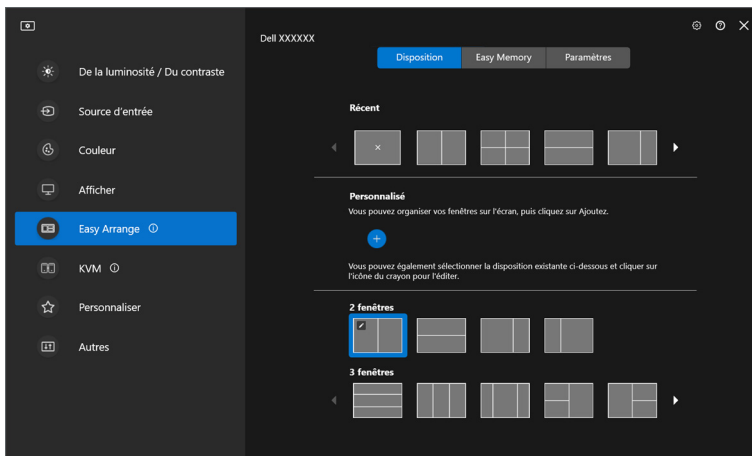 Dell XXXXXX
De la luminosité / Du contraste
Source d'entrée
Couleur
Afficher
Easy Arrange
KVM
Personnaliser
Autres
Disposition
Easy Memory
Paramètres
Récent
Personnalisé
Vous pouvez organiser vos fenêtres sur l'écran, puis cliquez sur Ajoutez.
Vous pouvez également sélectionner la disposition existante ci-dessous et cliquer sur
l'icône du crayon pour l'éditer.
2 fenêtres
3 fenêtres